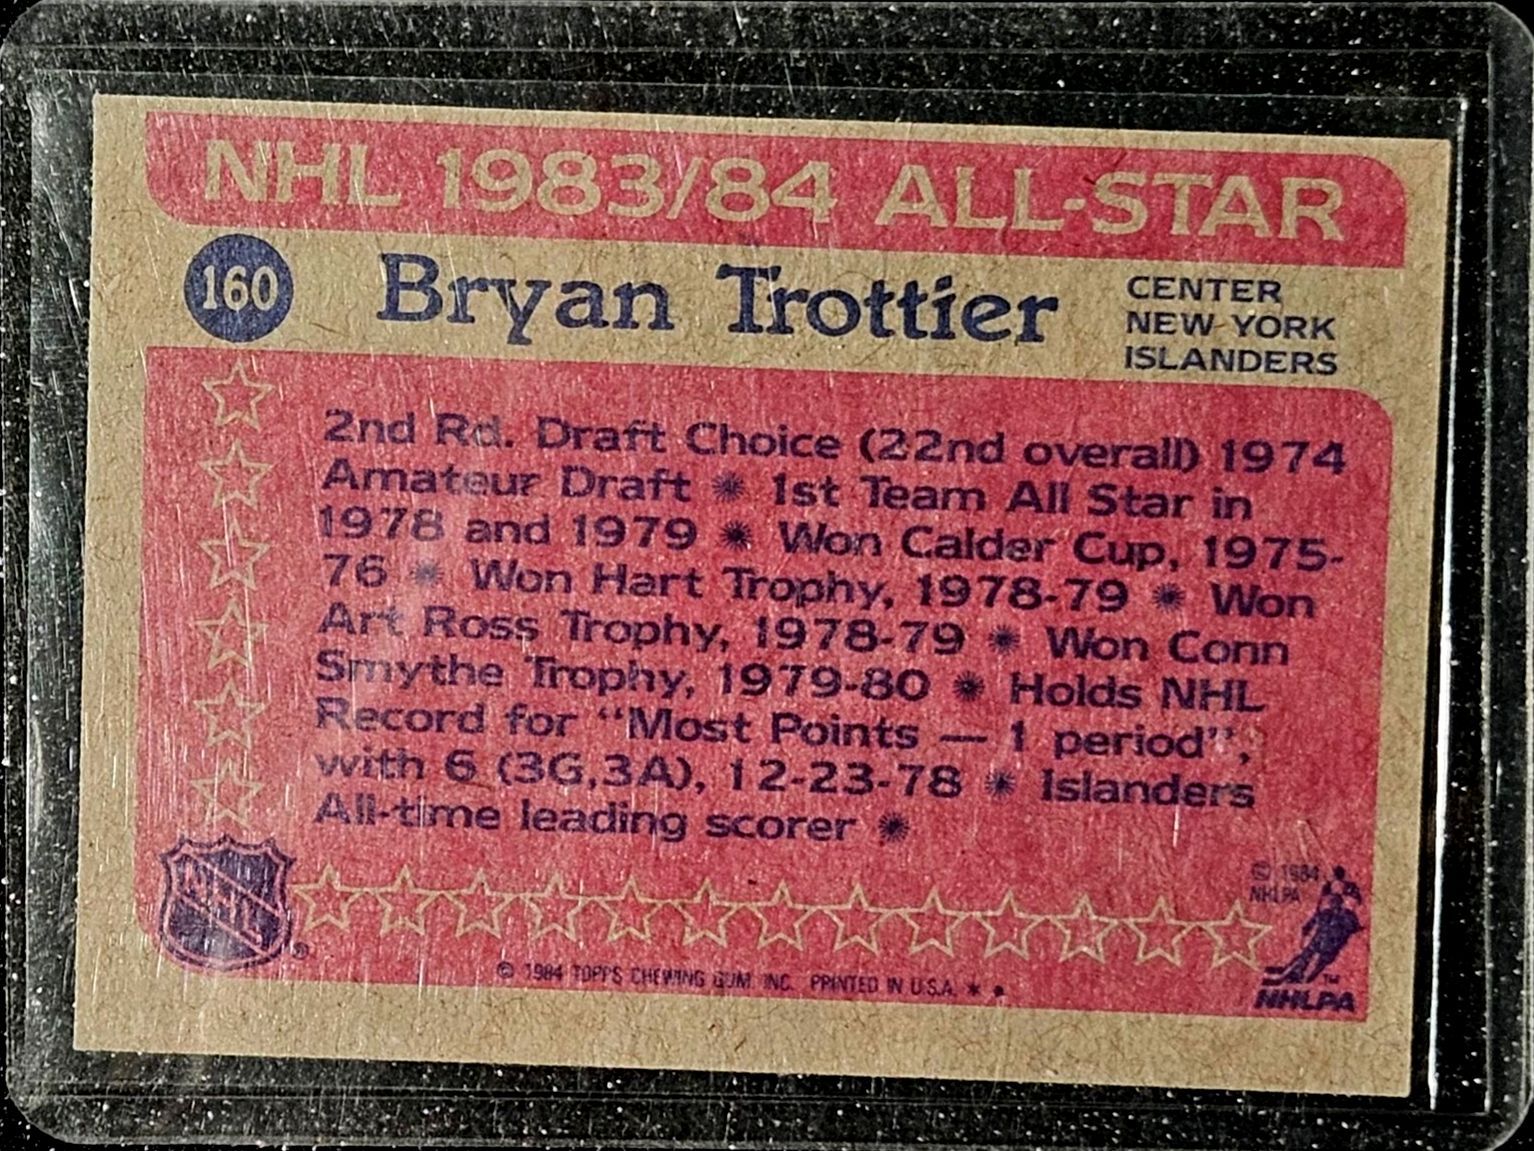 NHL 1983/84 ALL-STAR
160 Bryan Trottier
CENTER
NEW YORK
ISLANDERS
2nd Rd. Draft Choice (22nd overall) 1974
Amateur Draft ✺ 1st Team All Star in
1978 and 1979 ✺ Won Calder Cup, 1975-
76 ✺ Won Hart Trophy, 1978-79 ✺ Won
Art Ross Trophy, 1978-79 ✺ Won Conn
Smythe Trophy, 1979-80 ✺ Holds NHL
Record for “Most Points — 1 period”,
with 6 (3G,3A), 12-23-78 ✺ Islanders
All-time leading scorer ✺
NHL ®
© 1984
NHLPA
© 1984 TOPPS CHEWING GUM, INC. PRINTED IN U.S.A. * *
TM
NHLPA